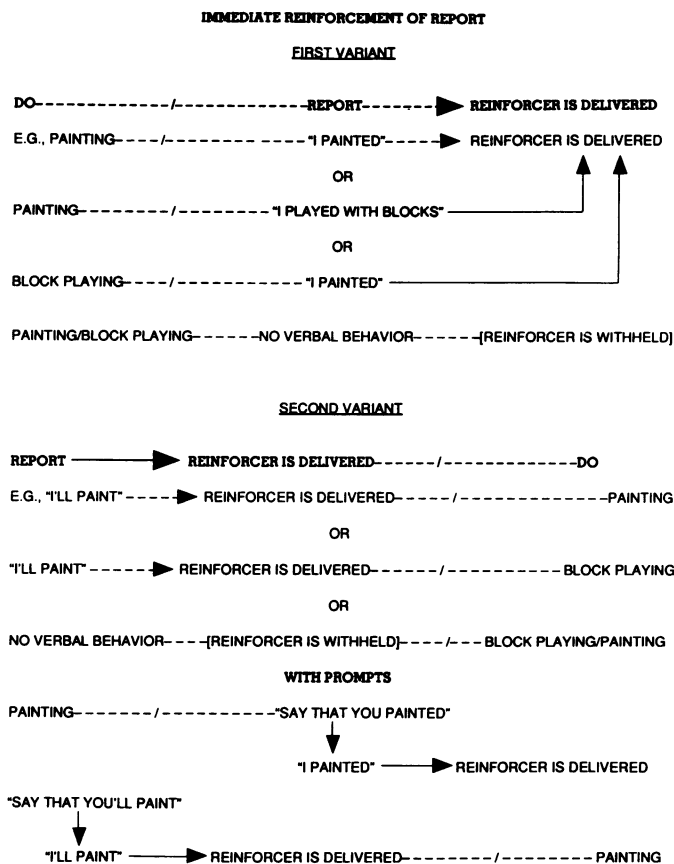 IMMEDIATE REINFORCEMENT OF REPORT
FIRST VARIANT
DO-------------/-------------REPORT------ REINFORCER IS DELIVERED
E.G., PAINTING----/-------------"I PAINTED"------ REINFORCER IS DELIVERED
OR
PAINTING---------/----------"I PLAYED WITH BLOCKS"
OR
BLOCK PLAYING----/-------------"I PAINTED"
PAINTING/BLOCK PLAYING------NO VERBAL BEHAVIOR------[REINFORCER IS WITHHELD]
SECOND VARIANT
REPORT REINFORCER IS DELIVERED------/-------------DO
E.G., "I'LL PAINT"----- REINFORCER IS DELIVERED-----/---------------PAINTING
OR
"I'LL PAINT"------ REINFORCER IS DELIVERED------/----------- BLOCK PLAYING
OR
NO VERBAL BEHAVIOR----[REINFORCER IS WITHHELD]----/--- BLOCK PLAYING/PAINTING
WITH PROMPTS
PAINTING-------/------------"SAY THAT YOU PAINTED"
"I PAINTED" REINFORCER IS DELIVERED
"SAY THAT YOU'LL PAINT"
"I'LL PAINT" REINFORCER IS DELIVERED--------/--------- PAINTING